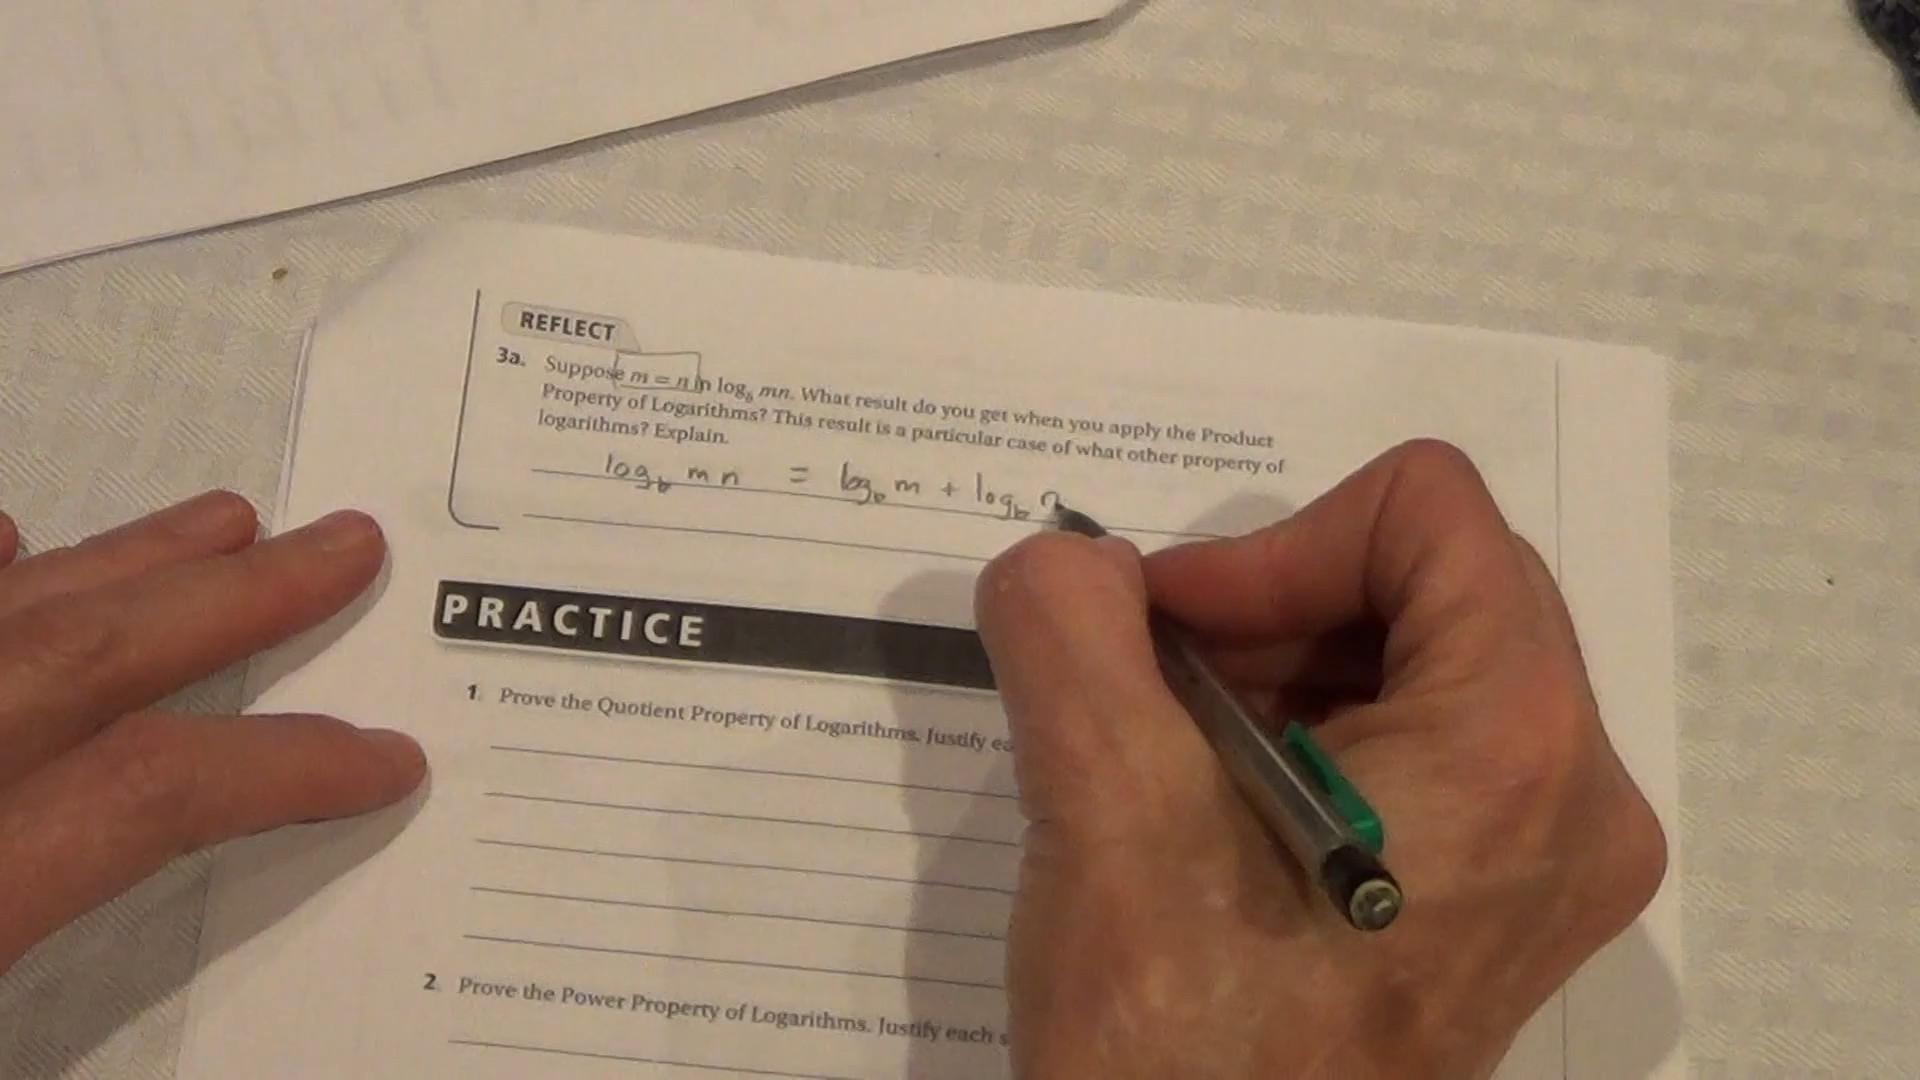 REFLECT
3a. Suppose m = n in log_b mn. What result do you get when you apply the Product
Property of Logarithms? This result is a particular case of what other property of
logarithms? Explain.
log_b mn = log_b m + log_b
PRACTICE
1. Prove the Quotient Property of Logarithms. Justify
2. Prove the Power Property of Logarithms. Justify each